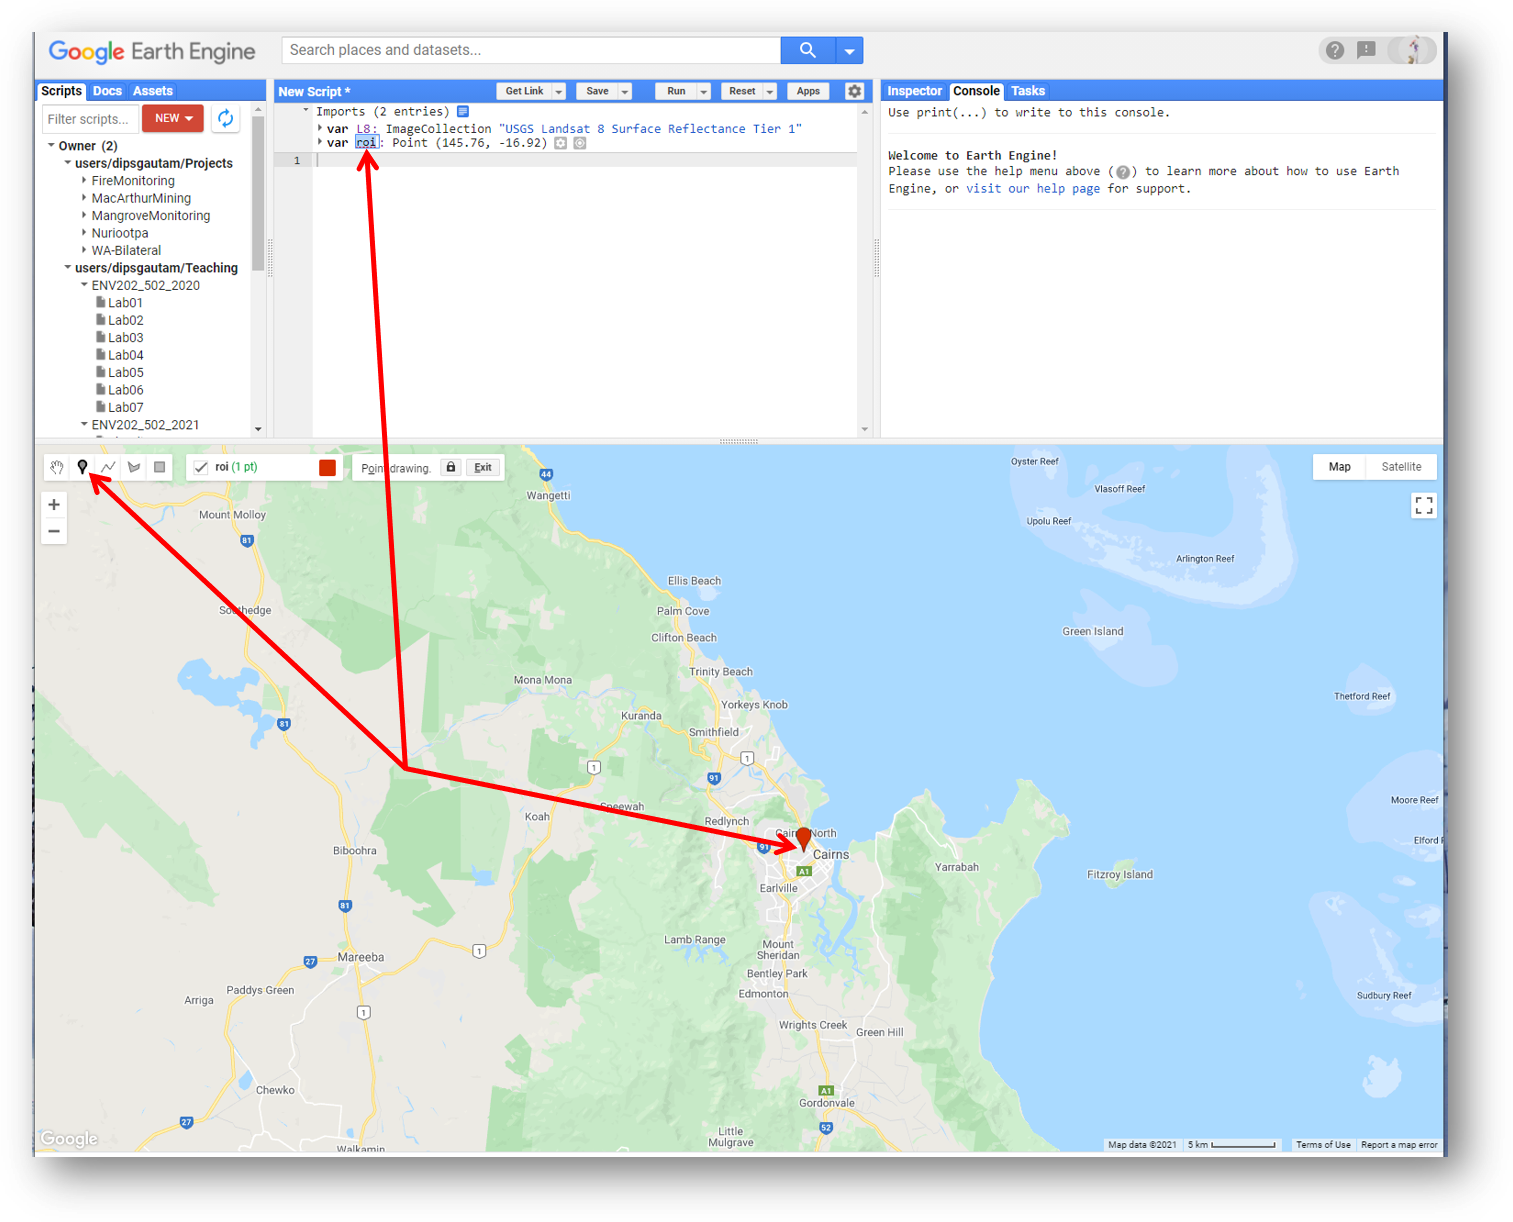 Google Earth Engine
Search places and datasets...
Scripts Docs Assets
Filter scripts... NEW
Owner (2)
users/dipsgautam/Projects
FireMonitoring
MacArthurMining
MangroveMonitoring
Nuriootpa
WA-Bilateral
users/dipsgautam/Teaching
ENV202_502_2020
Lab01
Lab02
Lab03
Lab04
Lab05
Lab06
Lab07
ENV202_502_2021
New Script * Get Link Save Run Reset Apps
Imports (2 entries)
var L8: ImageCollection "USGS Landsat 8 Surface Reflectance Tier 1"
var roi: Point (145.76, -16.92)
1
Inspector Console Tasks
Use print(...) to write to this console.
Welcome to Earth Engine!
Please use the help menu above (?) to learn more about how to use Earth
Engine, or visit our help page for support.
roi (1 pt) Point drawing. Exit
Map Satellite
+
−
44
Wangetti
Oyster Reef
Vlasoff Reef
Upolu Reef
Arlington Reef
Mount Molloy
81
Ellis Beach
Southedge
Palm Cove
Clifton Beach
Green Island
Trinity Beach
Mona Mona
Thetford Reef
Yorkeys Knob
Kuranda
81
Smithfield
1
1
91
Moore Reef
Speewah
Koah
Redlynch
Cairns North
Elford
91
Biboohra
Cairns
A1
Yarrabah
Fitzroy Island
Earlville
81
Lamb Range
Mount
Sheridan
1
Mareeba
27
Bentley Park
Paddys Green
Edmonton
Sudbury Reef
Arriga
1
Wrights Creek
Green Hill
Chewko
A1
Gordonvale
27
52
Little
Mulgrave
Google
Walkamin
Map data ©2021 5 km Terms of Use Report a map error